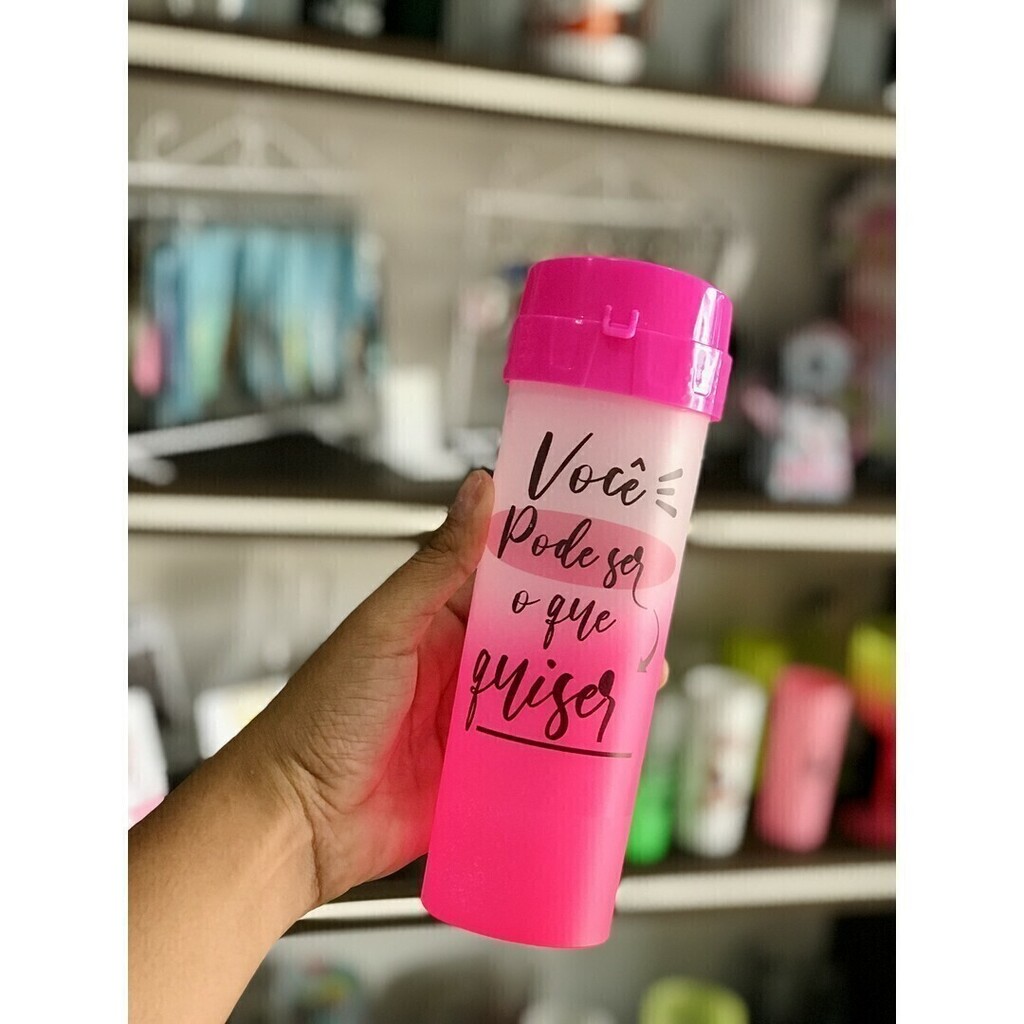 Você
Pode ser
o que
quiser